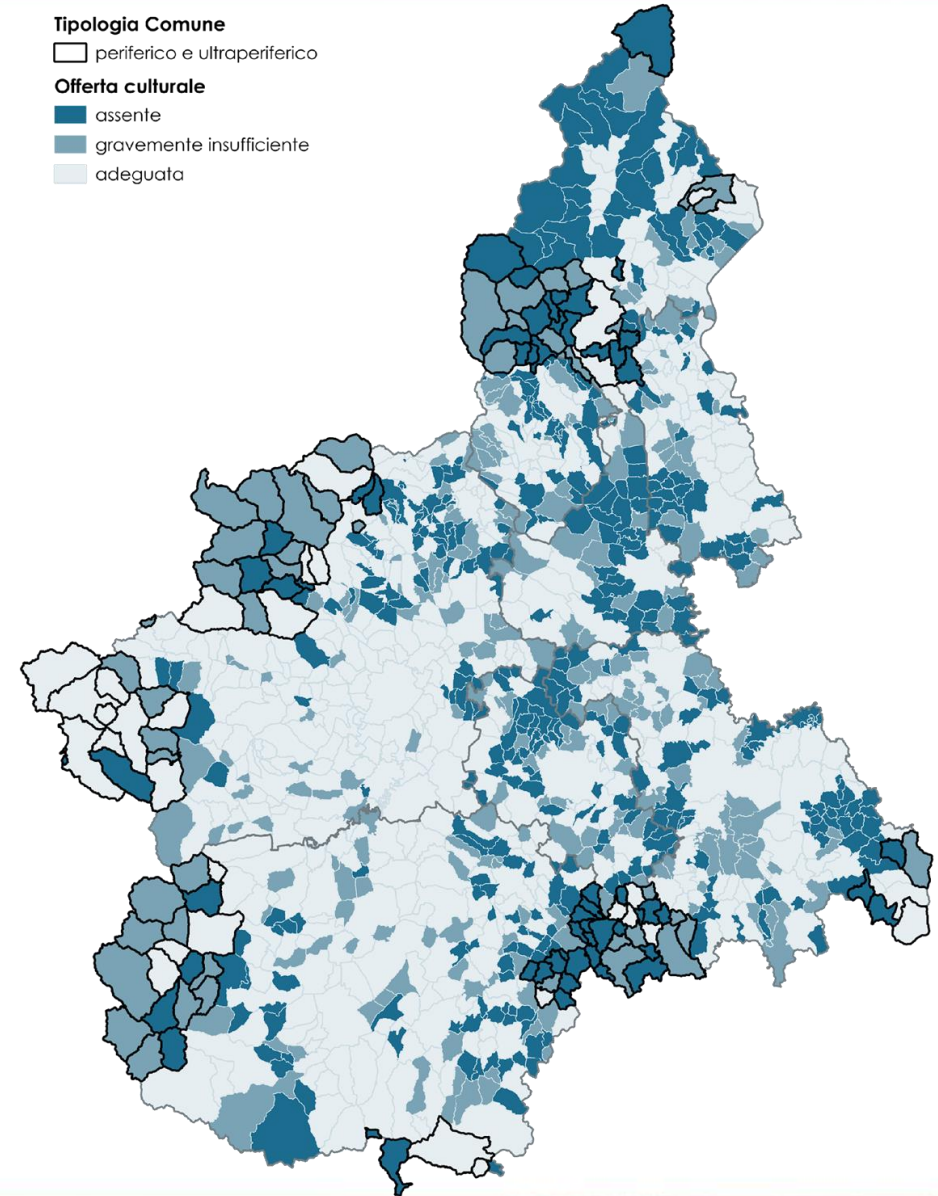 Tipologia Comune
periferico e ultraperiferico
Offerta culturale
assente
gravemente insufficiente
adeguata